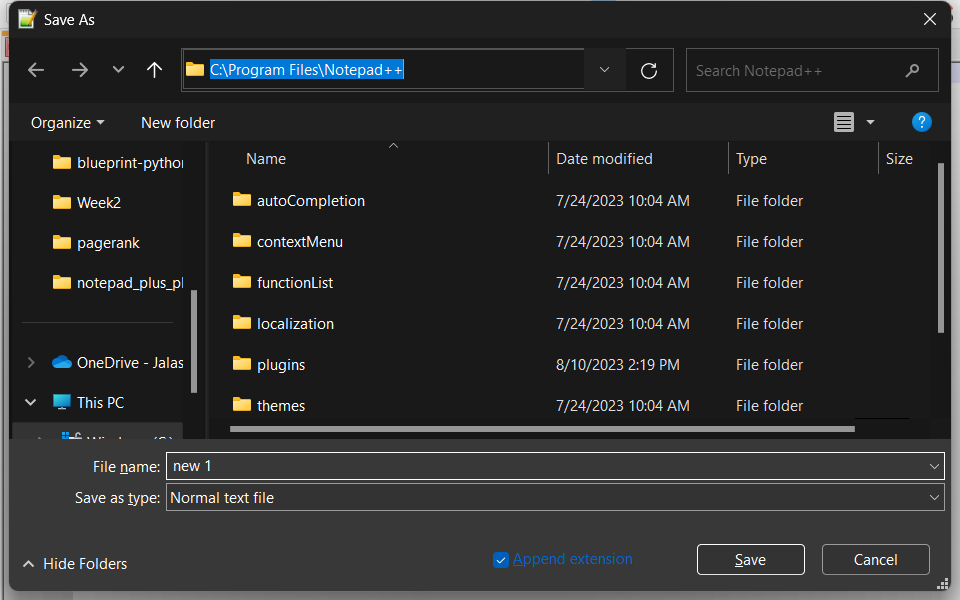 Save As
C:\Program Files\Notepad++
Search Notepad++
Organize
New folder
?
Name
Date modified
Type
Size
blueprint-python
Week2
pagerank
notepad_plus_pl
OneDrive - Jalas
This PC
autoCompletion 7/24/2023 10:04 AM File folder
contextMenu 7/24/2023 10:04 AM File folder
functionList 7/24/2023 10:04 AM File folder
localization 7/24/2023 10:04 AM File folder
plugins 8/10/2023 2:19 PM File folder
themes 7/24/2023 10:04 AM File folder
File name: new 1
Save as type: Normal text file
Hide Folders
Append extension
Save
Cancel